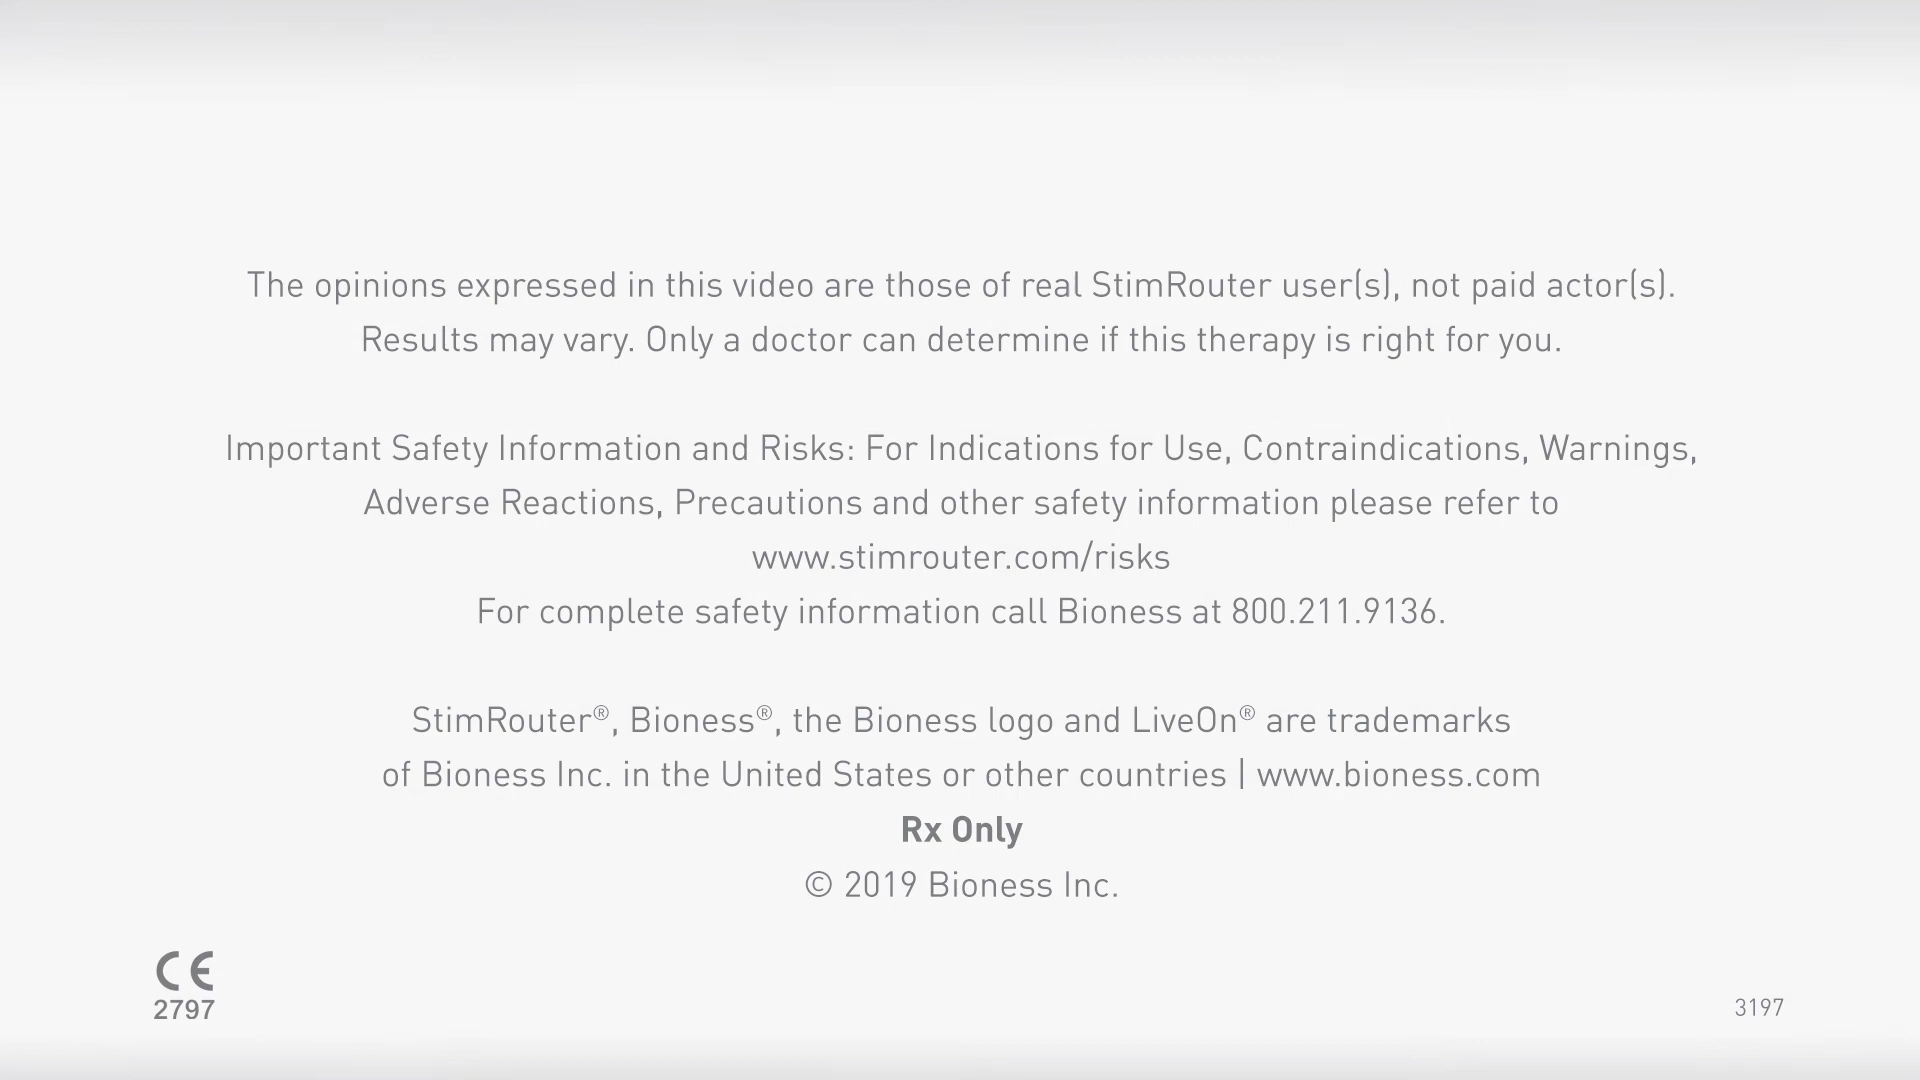 The opinions expressed in this video are those of real StimRouter user(s), not paid actor(s).
Results may vary. Only a doctor can determine if this therapy is right for you.
Important Safety Information and Risks: For Indications for Use, Contraindications, Warnings,
Adverse Reactions, Precautions and other safety information please refer to
www.stimrouter.com/risks
For complete safety information call Bioness at 800.211.9136.
StimRouter®, Bioness®, the Bioness logo and LiveOn® are trademarks
of Bioness Inc. in the United States or other countries | www.bioness.com
Rx Only
© 2019 Bioness Inc.
CE
2797
3197